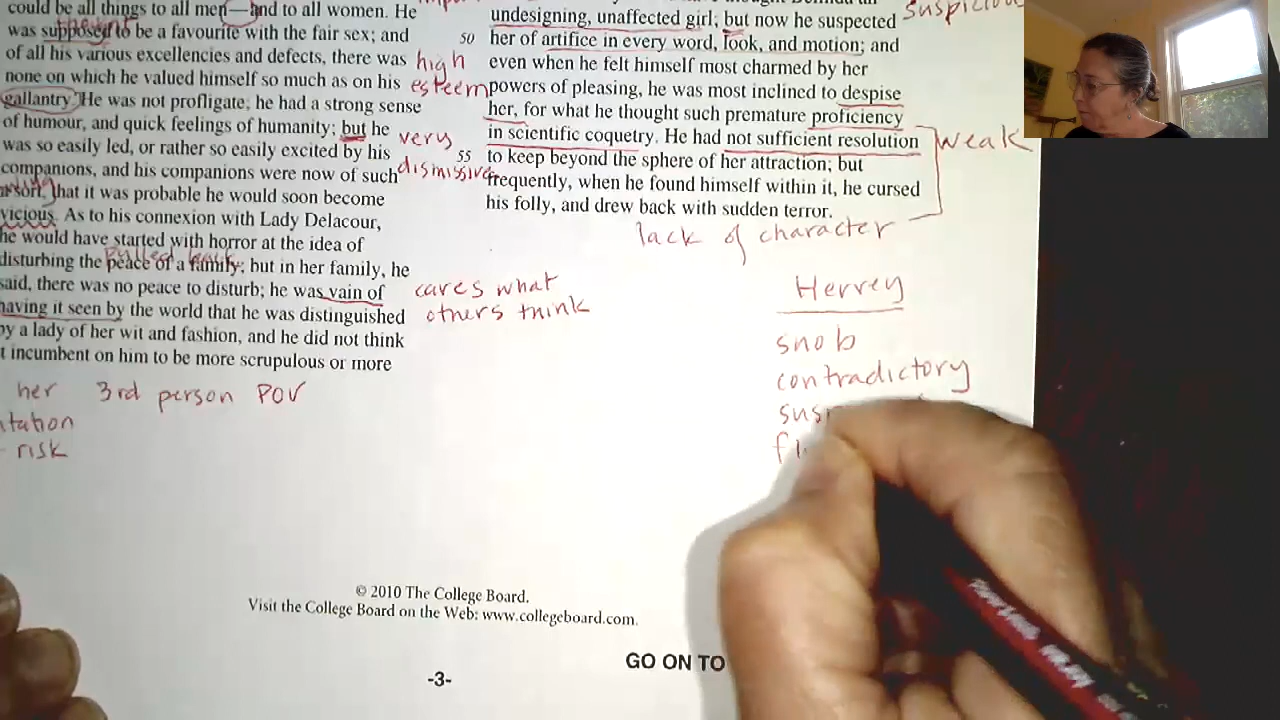 could be all things to all men—and to all women. He
was supposed to be a favourite with the fair sex; and
of all his various excellencies and defects, there was
none on which he valued himself so much as on his
gallantry. He was not profligate; he had a strong sense
of humour, and quick feelings of humanity; but he
was so easily led, or rather so easily excited by his
companions, and his companions were now of such
that it was probable he would soon become
vicious. As to his connexion with Lady Delacour,
he would have started with horror at the idea of
disturbing the peace of a family; but in her family, he
said, there was no peace to disturb; he was vain of
having it seen by the world that he was distinguished
by a lady of her wit and fashion, and he did not think
t incumbent on him to be more scrupulous or more
high
esteem
very
dismissive
cares what
others think
her 3rd person POV
tation
risk
undesigning, unaffected girl; but now he suspected
50 her of artifice in every word, look, and motion; and
even when he felt himself most charmed by her
powers of pleasing, he was most inclined to despise
her, for what he thought such premature proficiency
in scientific coquetry. He had not sufficient resolution
55 to keep beyond the sphere of her attraction; but
frequently, when he found himself within it, he cursed
his folly, and drew back with sudden terror.
weak
lack of character
Hervey
snob
contradictory
© 2010 The College Board.
Visit the College Board on the Web: www.collegeboard.com.
GO ON TO
-3-